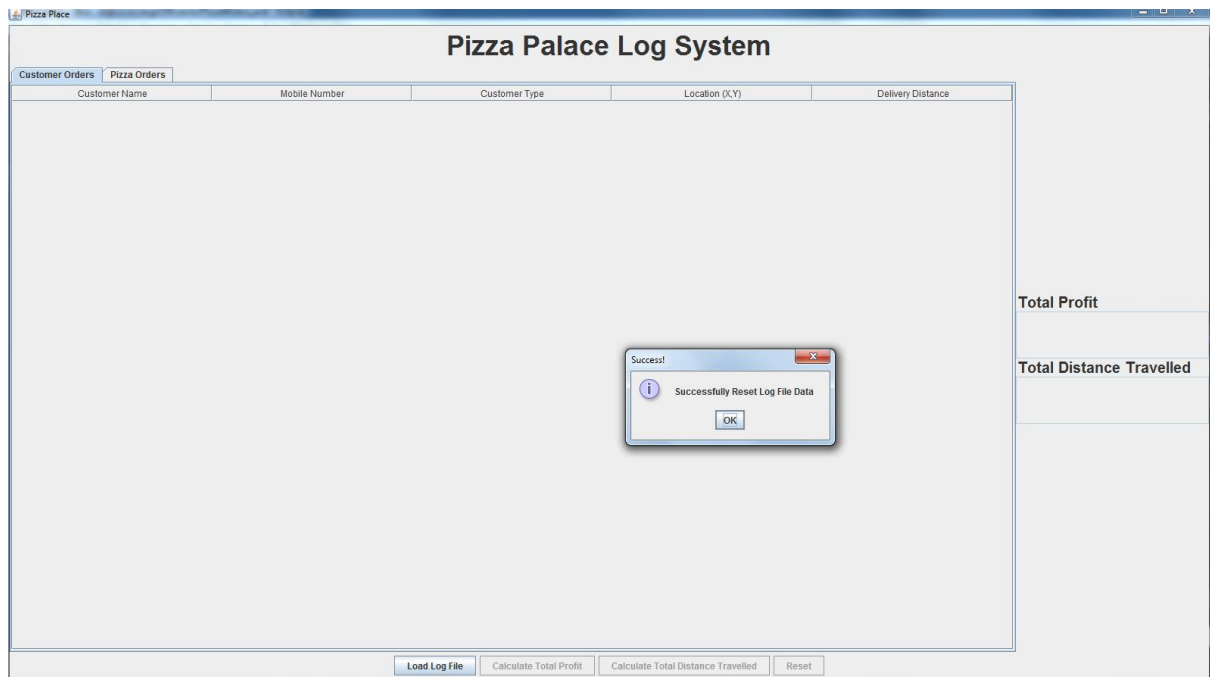 Pizza Place
Pizza Palace Log System
Customer Orders Pizza Orders
Customer Name Mobile Number Customer Type Location (X,Y) Delivery Distance
Total Profit
Total Distance Travelled
Success!
Successfully Reset Log File Data
OK
Load Log File Calculate Total Profit Calculate Total Distance Travelled Reset